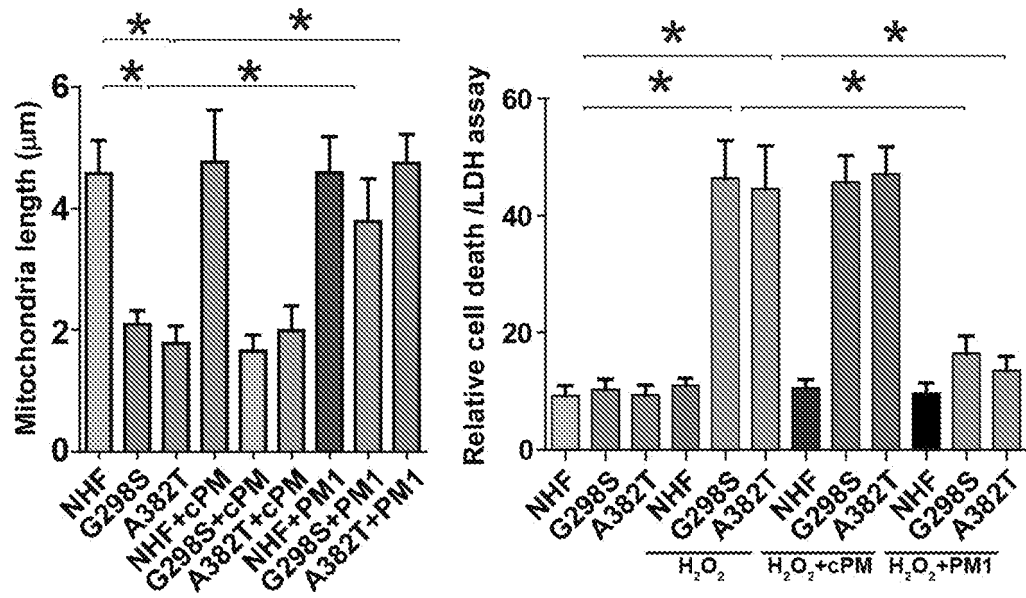 * *
* *
Mitochondria length (μm)
6
4
2
0
NHF
G298S
A382T
NHF+cPM
G298S+cPM
A382T+cPM
NHF+PM1
G298S+PM1
A382T+PM1
* *
* *
Relative cell death /LDH assay
60
40
20
0
NHF
G298S
A382T
NHF
G298S
A382T
NHF
G298S
A382T
NHF
G298S
A382T
H₂O₂
H₂O₂+cPM
H₂O₂+PM1